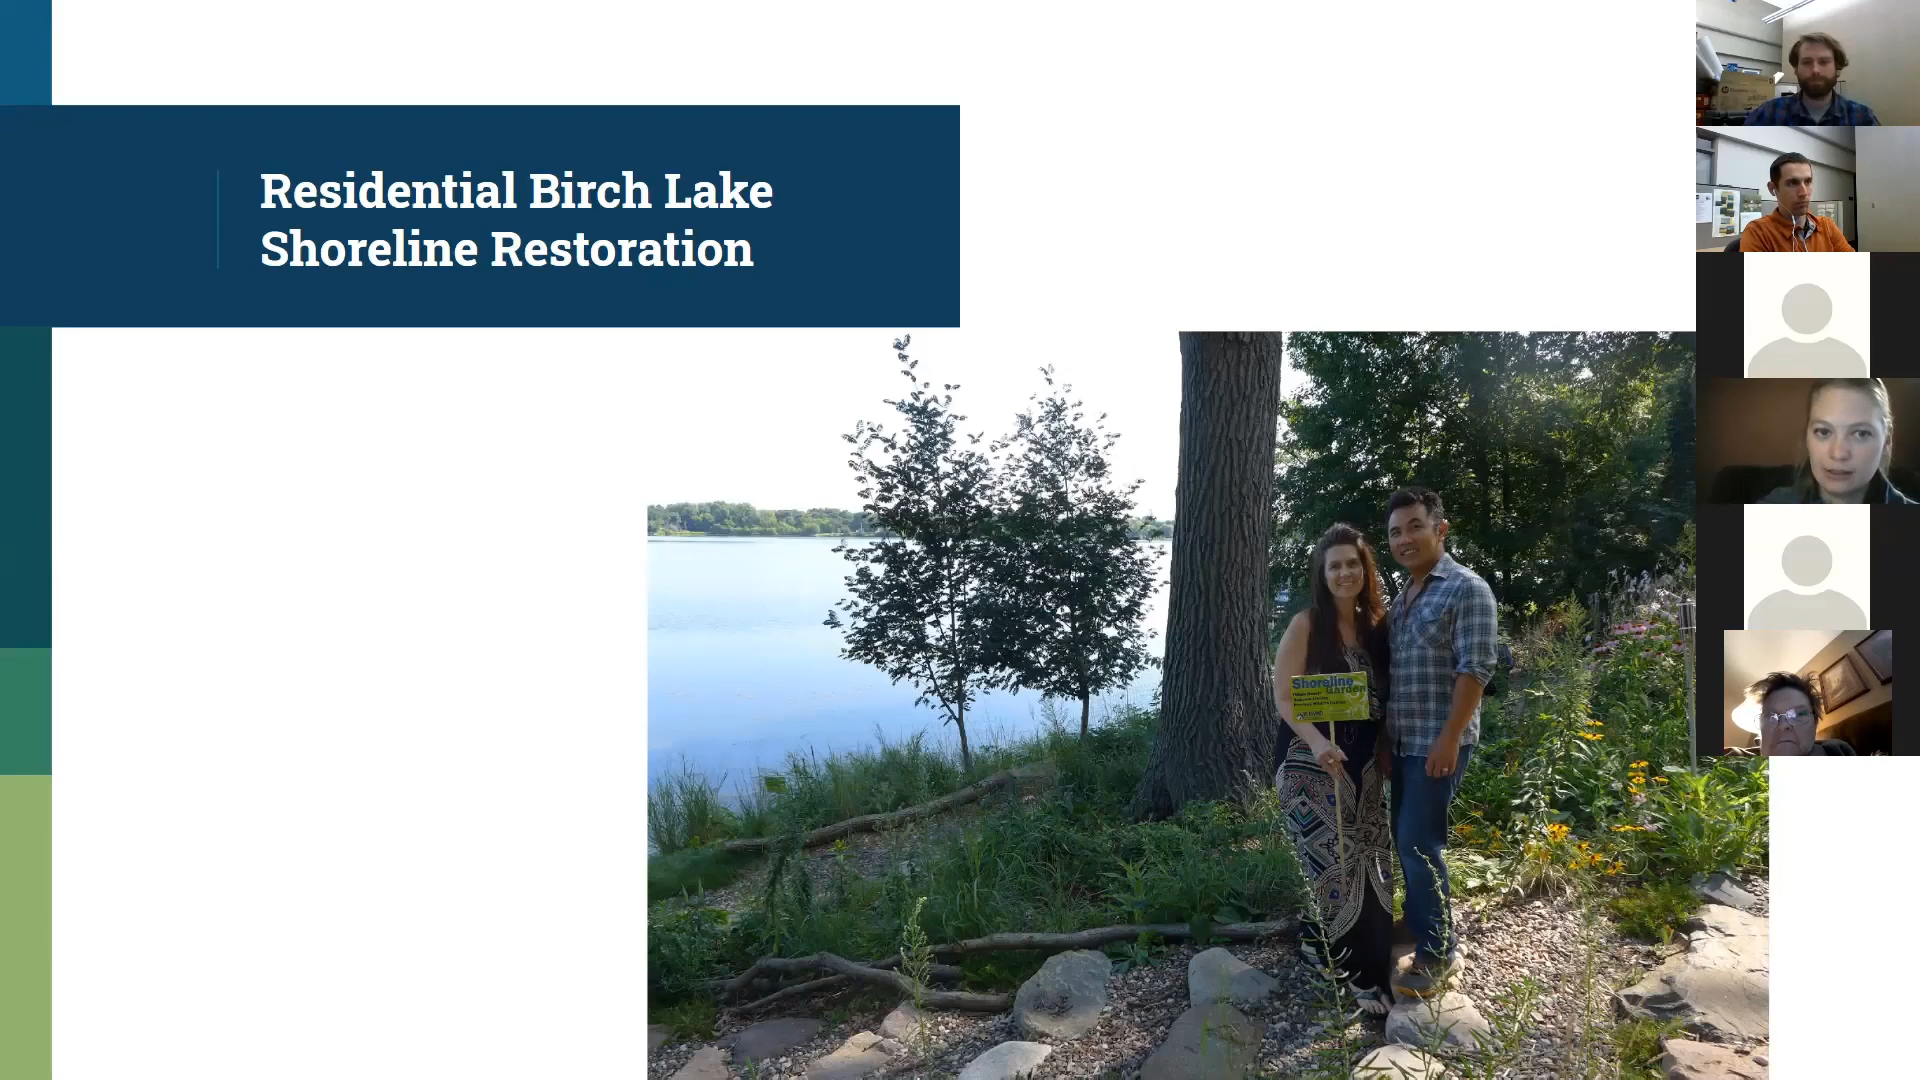 Residential Birch Lake
Shoreline Restoration
Shoreline
Garden